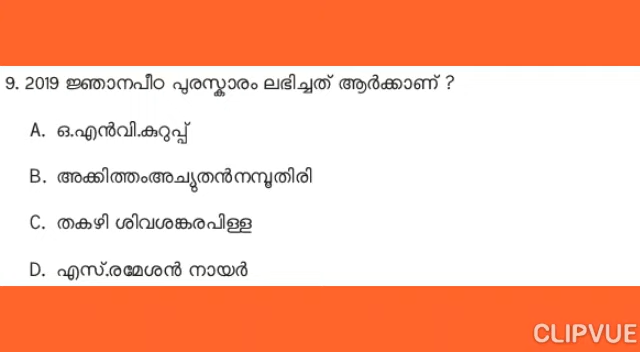 9. 2019 ജ്ഞാനപീഠ പുരസ്കാരം ലഭിച്ചത് ആർക്കാണ് ?
A. ഒ.എൻവി.കുറുപ്പ്
B. അക്കിത്തംഅച്യുതൻനമ്പൂതിരി
C. തകഴി ശിവശങ്കരപിള്ള
D. എസ്.രമേശൻ നായർ
CLIPVUE